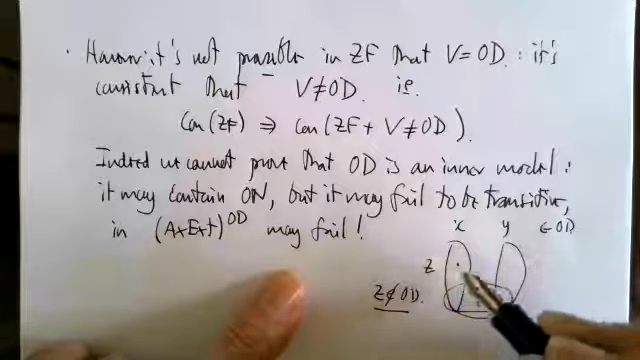 · However, it's not provable in ZF that V=OD : it's
consistent that V≠OD. ie.
Con(ZF) ⇒ Con(ZF + V≠OD).
Indeed we cannot prove that OD is an inner model:
it may contain ON, but it may fail to be transitive,
in (AxExt)^OD may fail!
x y ∈ OD
z
z∉OD.